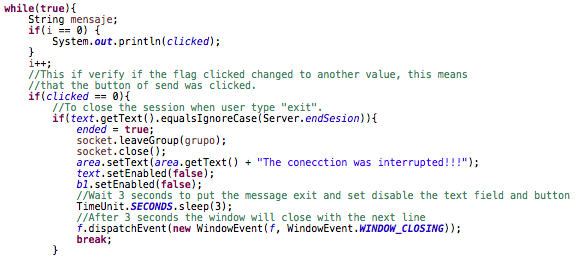 while(true){
String mensaje;
if(i == 0) {
System.out.println(clicked);
}
i++;
//This if verify if the flag clicked changed to another value, this means
//that the button of send was clicked.
if(clicked == 0){
//To close the session when user type "exit".
if(text.getText().equalsIgnoreCase(Server.endSesion)){
ended = true;
socket.leaveGroup(grupo);
socket.close();
area.setText(area.getText() + "The conecction was interrupted!!!");
text.setEnabled(false);
b1.setEnabled(false);
//Wait 3 seconds to put the message exit and set disable the text field and button
TimeUnit.SECONDS.sleep(3);
//After 3 seconds the window will close with the next line
f.dispatchEvent(new WindowEvent(f, WindowEvent.WINDOW_CLOSING));
break;
}